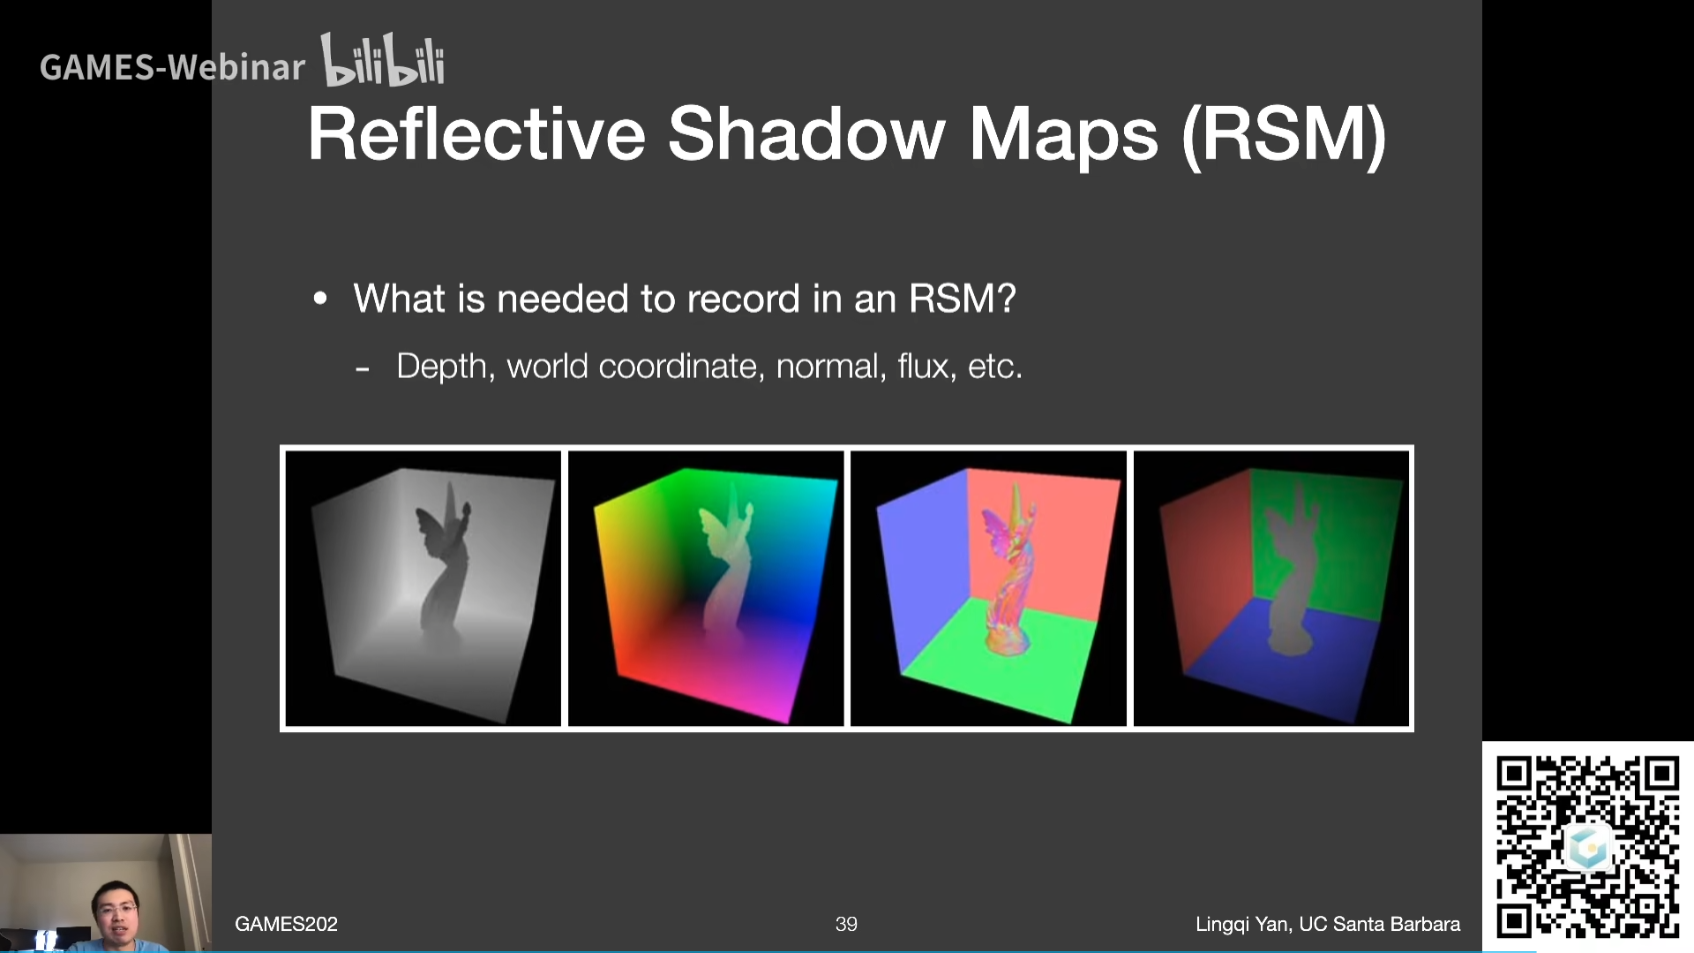 GAMES-Webinar bilibili
Reflective Shadow Maps (RSM)
• What is needed to record in an RSM?
- Depth, world coordinate, normal, flux, etc.
GAMES202
39
Lingqi Yan, UC Santa Barbara